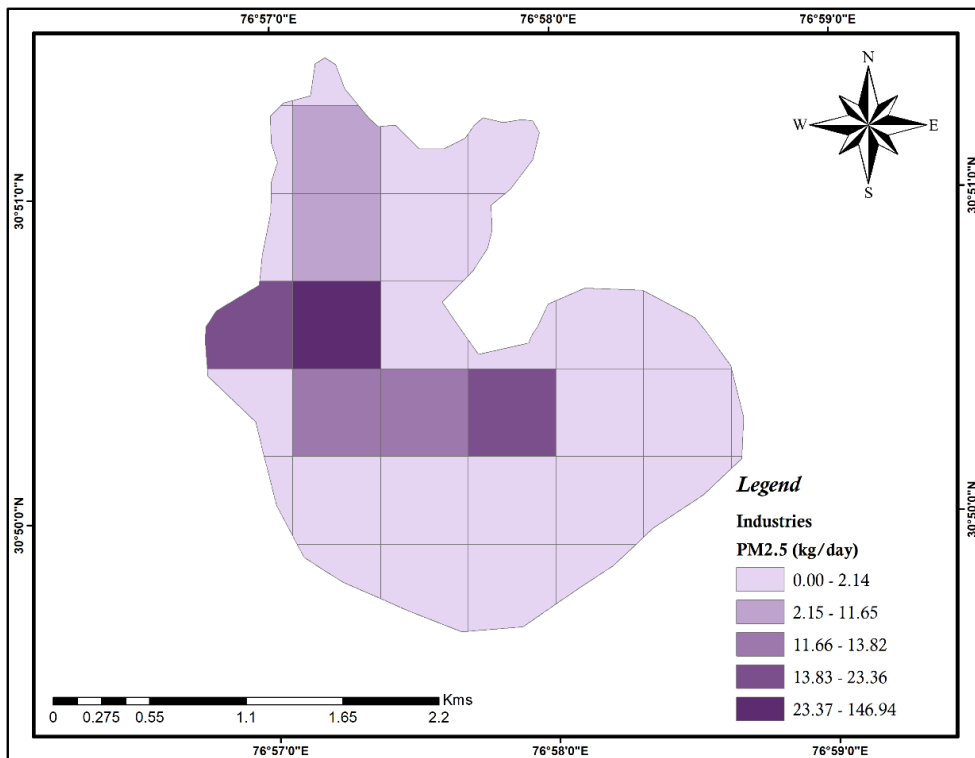 76°57'0"E 76°58'0"E 76°59'0"E
N
W E
S
30°51'0"N 30°51'0"N
30°50'0"N 30°50'0"N
Legend
Industries
PM2.5 (kg/day)
0.00 - 2.14
2.15 - 11.65
11.66 - 13.82
13.83 - 23.36
23.37 - 146.94
Kms
0 0.275 0.55 1.1 1.65 2.2
76°57'0"E 76°58'0"E 76°59'0"E